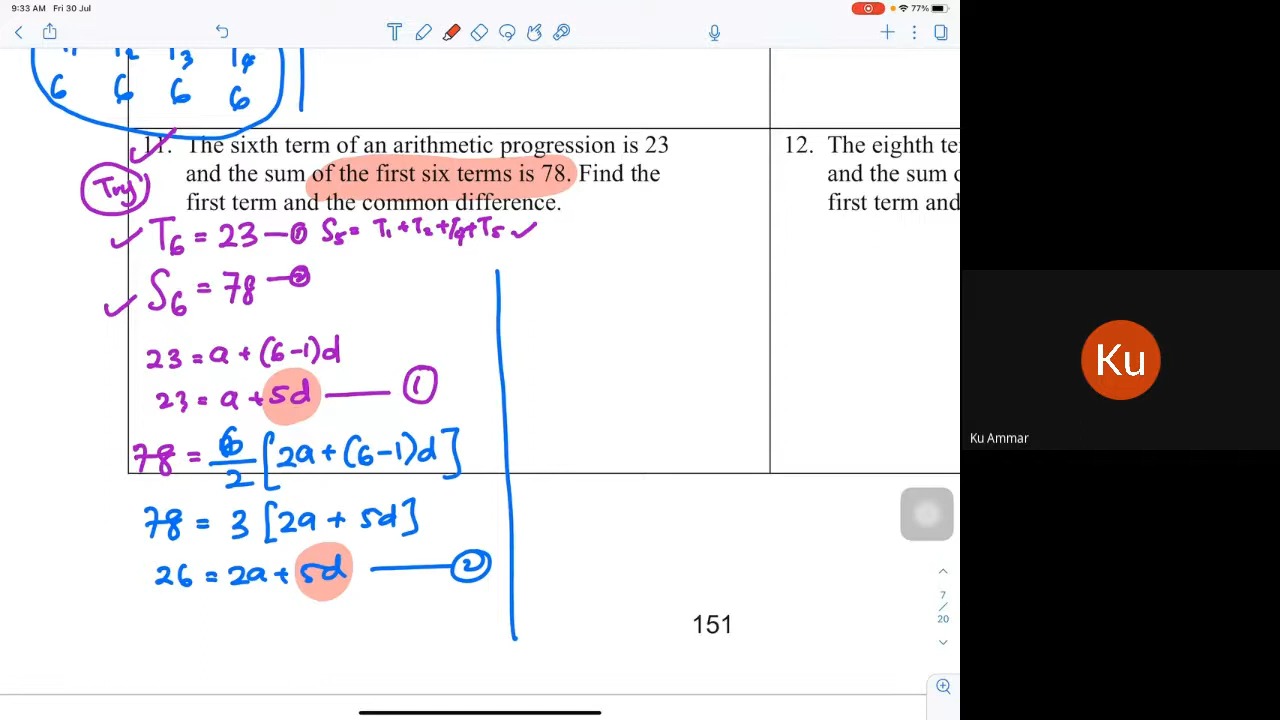 9:33 AM Fri 30 Jul
77%
T2 T3 T4
6 6 6 6
11. The sixth term of an arithmetic progression is 23
and the sum of the first six terms is 78. Find the
first term and the common difference.
Try
12. The eighth te
and the sum o
first term and
T6 = 23 — ① S5 = T1 + T2 + T4 + T5 ✓
S6 = 78 — ②
23 = a + (6-1)d
23 = a + 5d — ①
78 = 6/2 [2a + (6-1)d]
78 = 3 [2a + 5d]
26 = 2a + 5d — ②
151
7
/
20
Ku
Ku Ammar